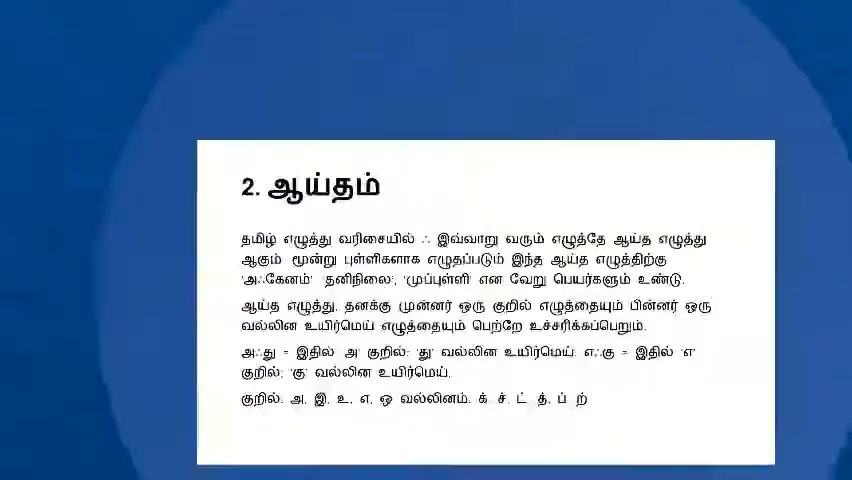 2. ஆய்தம்
தமிழ் எழுத்து வரிசையில் ஃ இவ்வாறு வரும் எழுத்தே ஆய்த எழுத்து
ஆகும் மூன்று புள்ளிகளாக எழுதப்படும் இந்த ஆய்த எழுத்திற்கு
'அஃகேனம்' தனிநிலை', 'முப்புள்ளி' என வேறு பெயர்களும் உண்டு.
ஆய்த எழுத்து, தனக்கு முன்னர் ஒரு குறில் எழுத்தையும் பின்னர் ஒரு
வல்லின உயிர்மெய் எழுத்தையும் பெற்றே உச்சரிக்கப்பெறும்.
அஃது = இதில் 'அ' குறில்; 'து' வல்லின உயிர்மெய். எஃகு = இதில் 'எ'
குறில்; 'கு' வல்லின உயிர்மெய்.
குறில். அ, இ, உ, எ, ஒ வல்லினம். க் ச், ட் த், ப் ற்